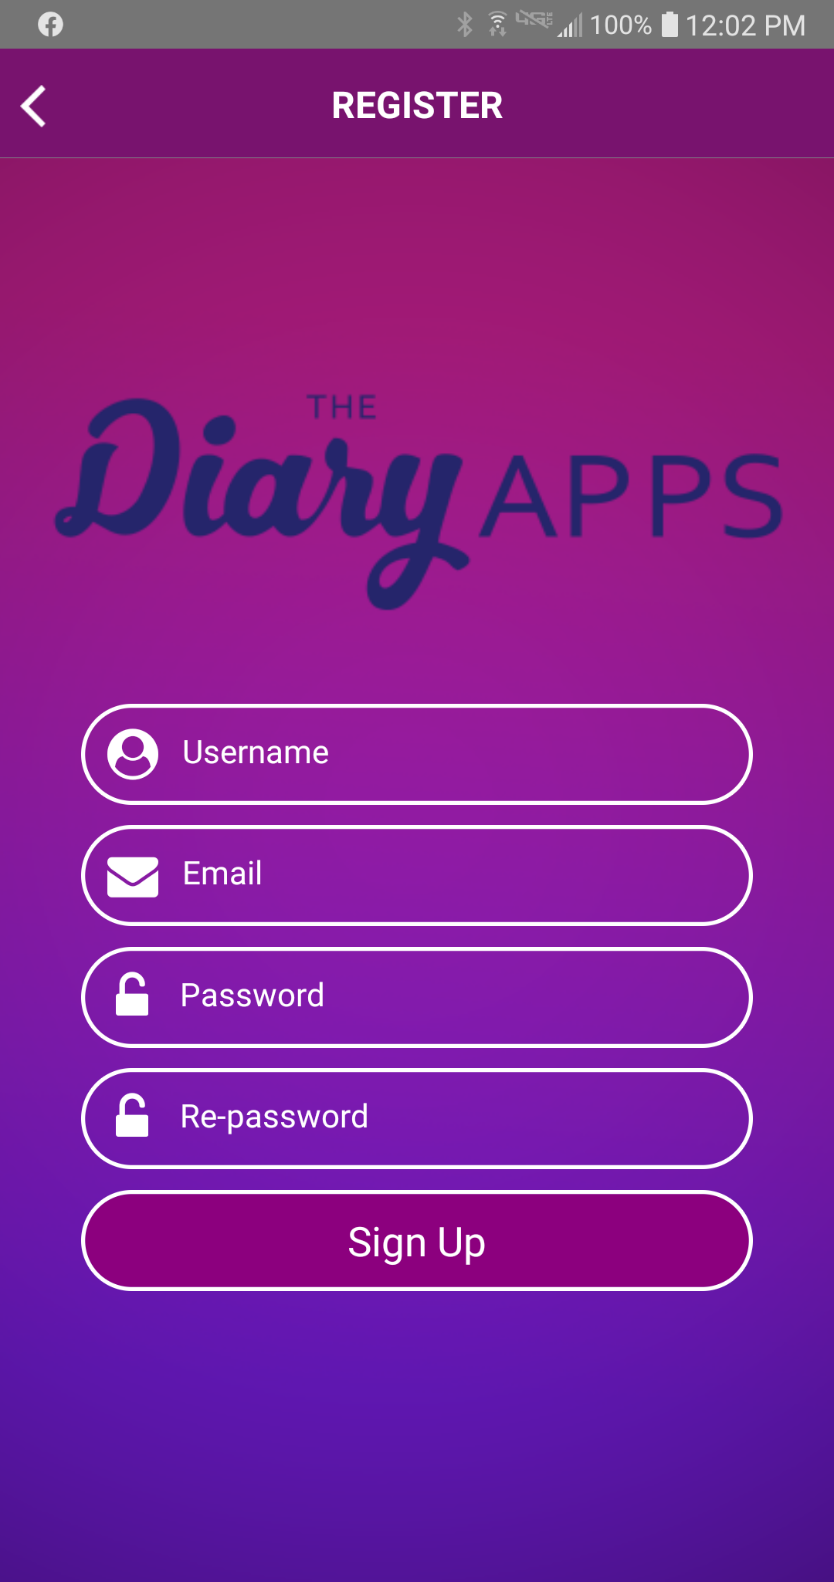 100% 12:02 PM
REGISTER
THE
Diary APPS
Username
Email
Password
Re-password
Sign Up